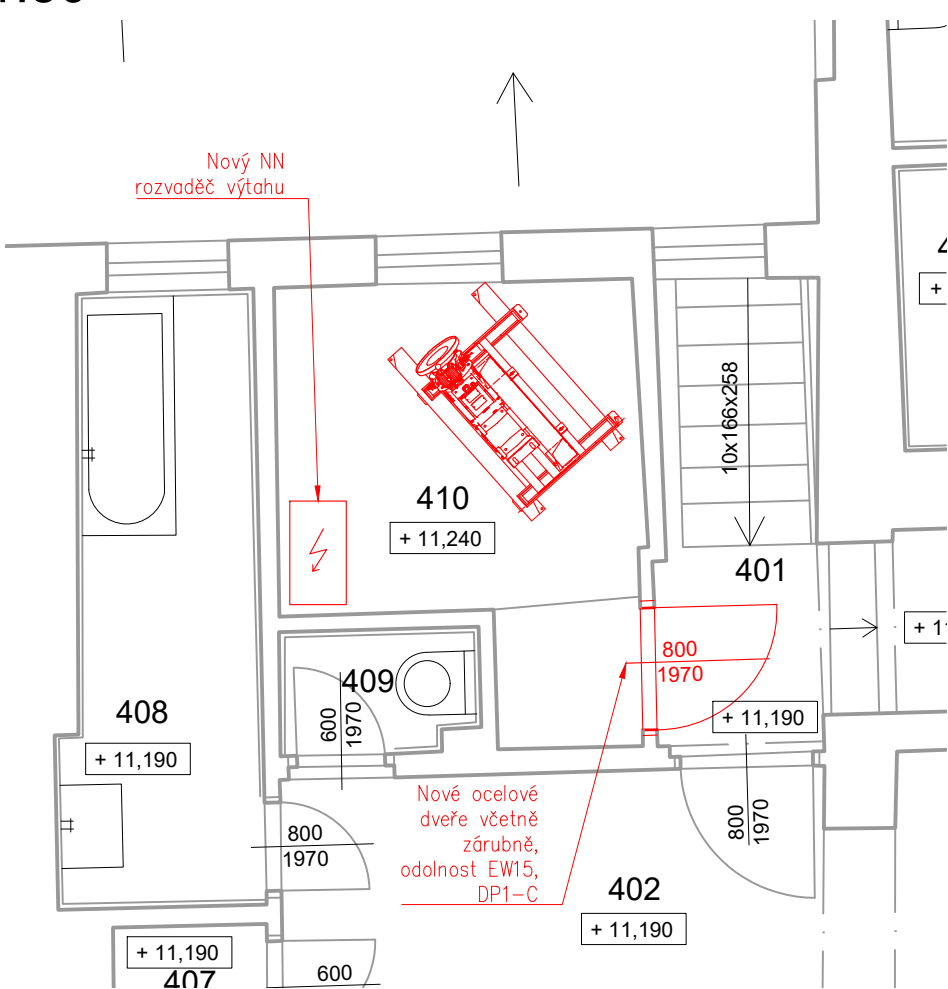 Nový NN
rozvaděč výtahu
10x166x258
410
+ 11,240
401
800
1970
+ 11,190
409
600
1970
408
+ 11,190
Nové ocelové
dveře včetně
zárubně,
odolnost EW15,
DP1-C
800
1970
800
1970
402
+ 11,190
+ 11,190
407
600